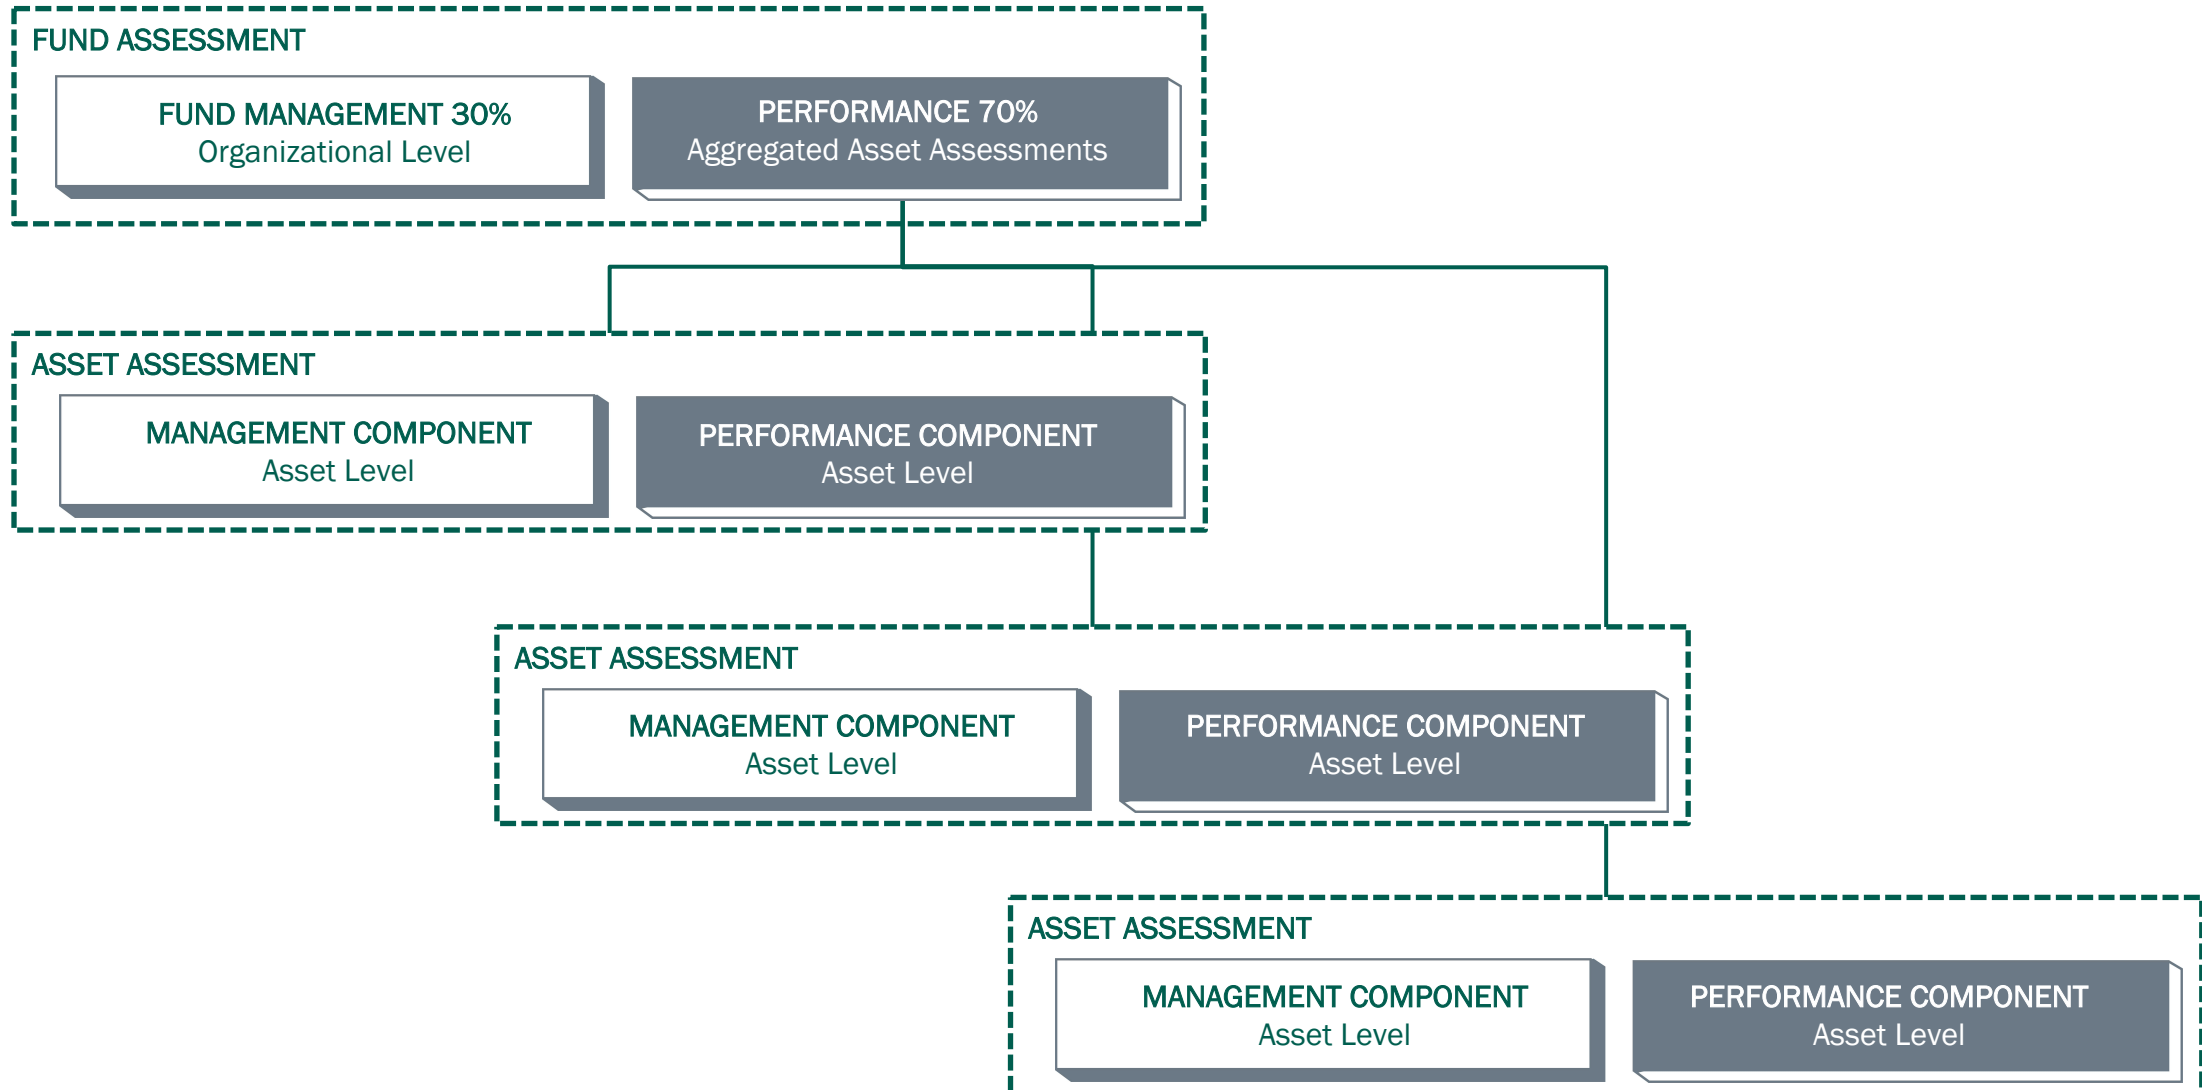 FUND ASSESSMENT
FUND MANAGEMENT 30%
Organizational Level
PERFORMANCE 70%
Aggregated Asset Assessments
ASSET ASSESSMENT
MANAGEMENT COMPONENT
Asset Level
PERFORMANCE COMPONENT
Asset Level
ASSET ASSESSMENT
MANAGEMENT COMPONENT
Asset Level
PERFORMANCE COMPONENT
Asset Level
ASSET ASSESSMENT
MANAGEMENT COMPONENT
Asset Level
PERFORMANCE COMPONENT
Asset Level